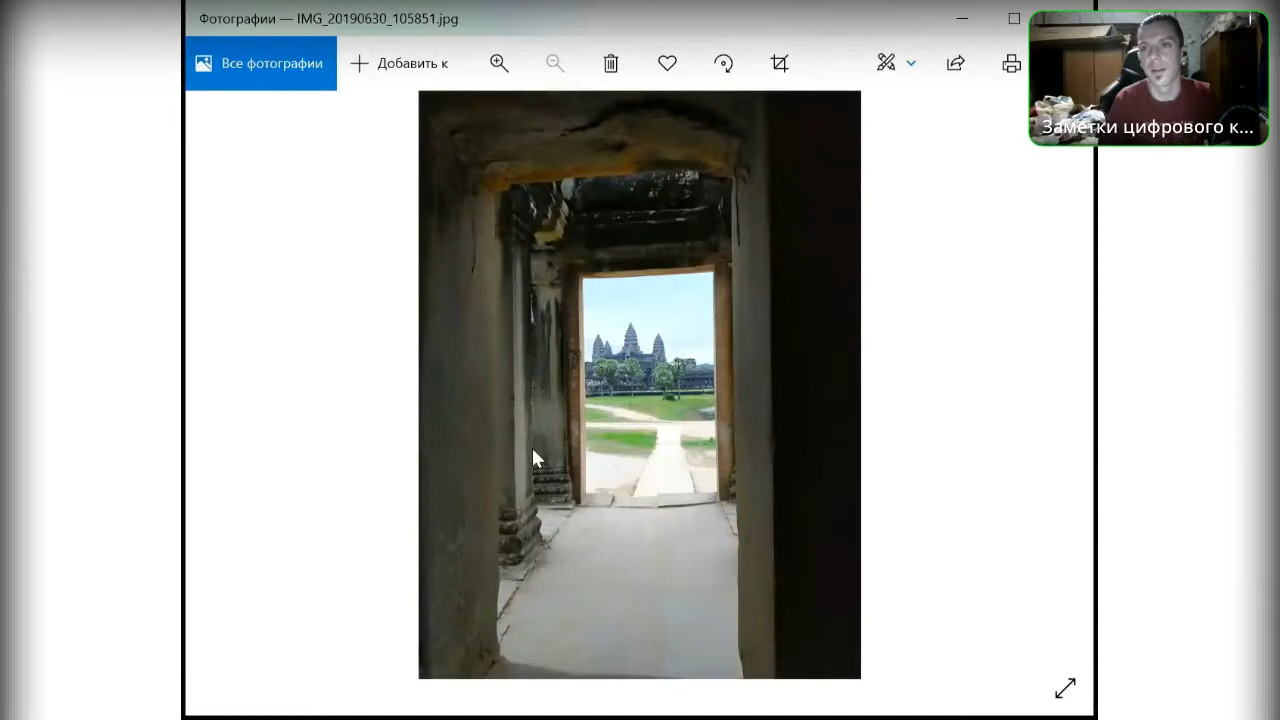 Фотографии — IMG_20190630_105851.jpg
Все фотографии
Добавить к
Заметки цифрового к...